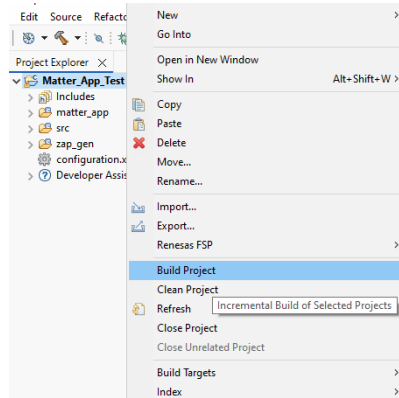 Edit Source Refacto
Project Explorer
Matter_App_Test
Includes
matter_app
src
zap_gen
configuration.x
Developer Assis
New
Go Into
Open in New Window
Show In Alt+Shift+W
Copy
Paste
Delete
Move...
Rename...
Import...
Export...
Renesas FSP
Build Project
Clean Project
Incremental Build of Selected Projects
Refresh
Close Project
Close Unrelated Project
Build Targets
Index